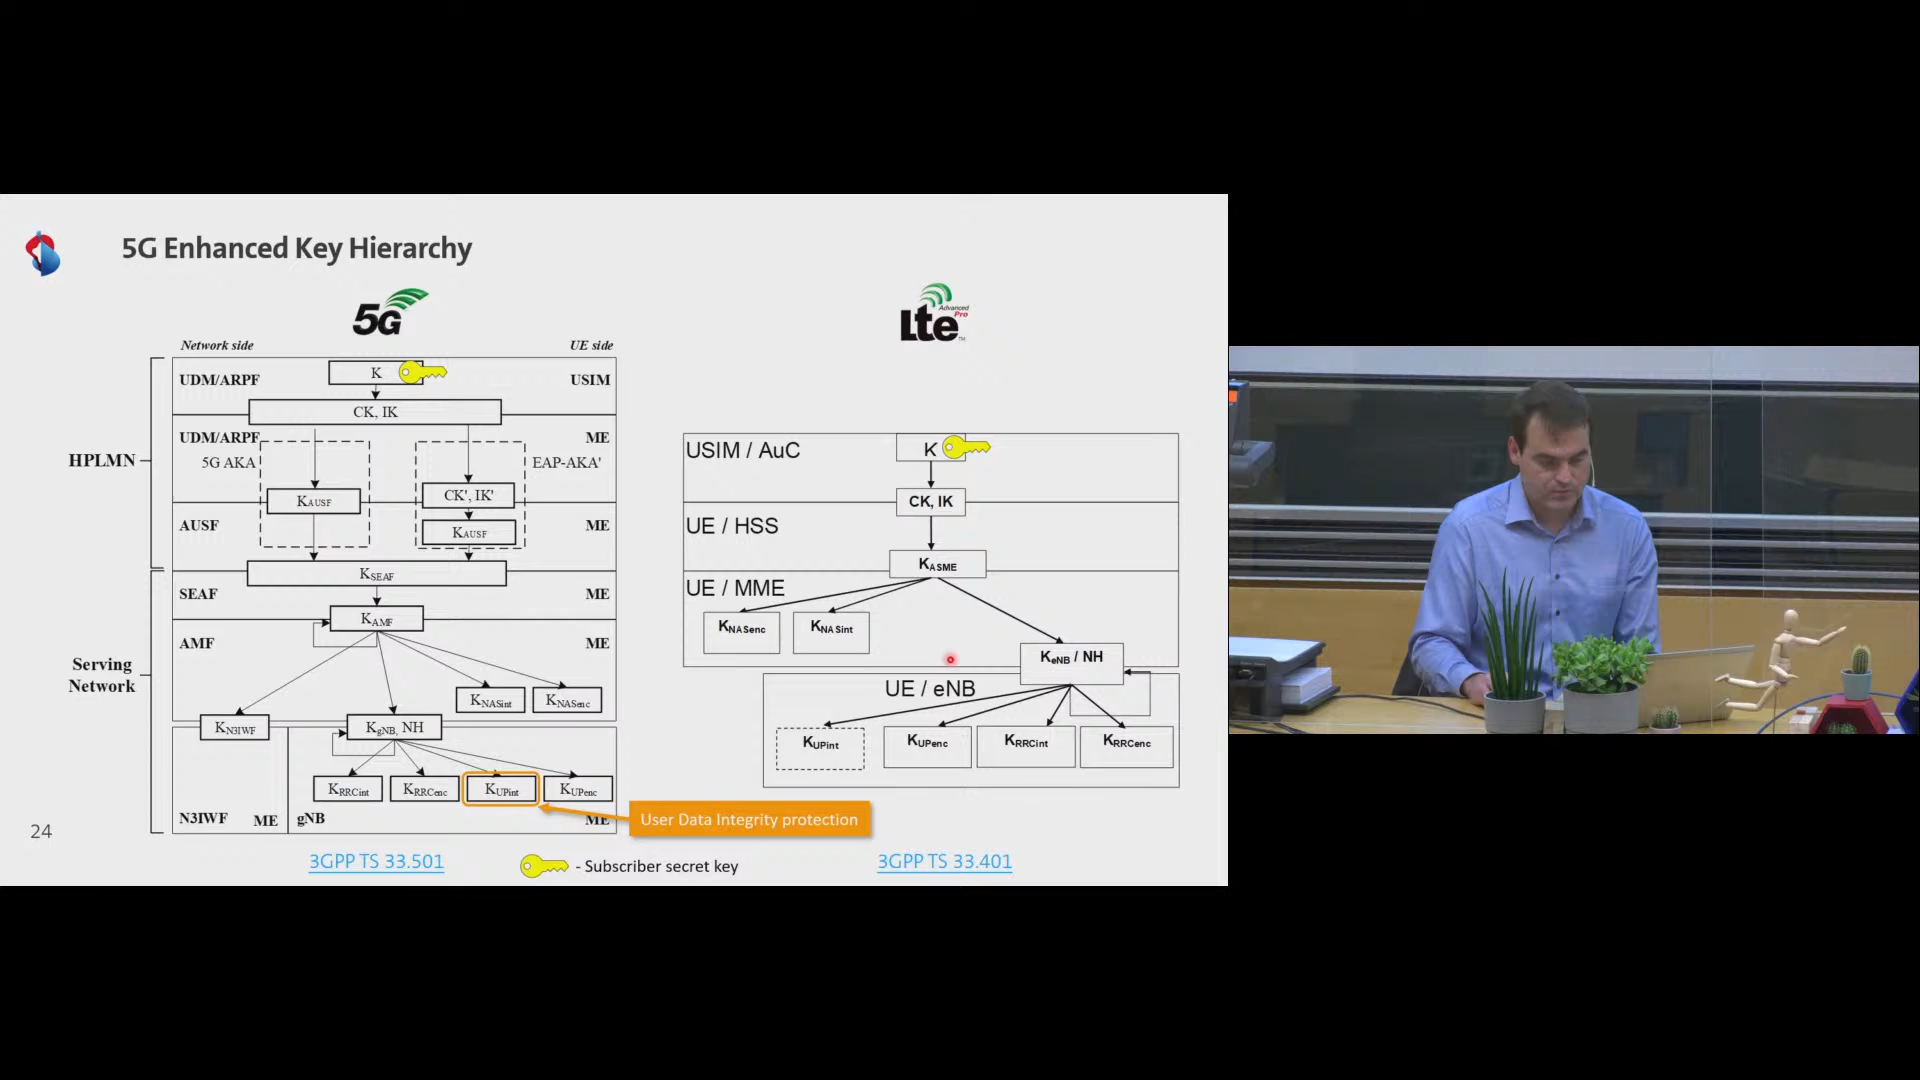 5G Enhanced Key Hierarchy
5G
Network side
UE side
HPLMN
UDM/ARPF
K
USIM
CK, IK
UDM/ARPF
ME
5G AKA
EAP-AKA'
KAUSF
CK', IK'
AUSF
KAUSF
ME
KSEAF
SEAF
ME
KAMF
AMF
ME
Serving
Network
KNASint
KNASenc
KN3IWF
KgNB, NH
KRRCint
KRRCenc
KUPint
KUPenc
N3IWF
ME
gNB
ME
User Data Integrity protection
3GPP TS 33.501
- Subscriber secret key
Lte
Advanced
Pro
TM
USIM / AuC
K
CK, IK
UE / HSS
KASME
UE / MME
KNASenc
KNASint
KeNB / NH
UE / eNB
KUPint
KUPenc
KRRCint
KRRCenc
3GPP TS 33.401
24